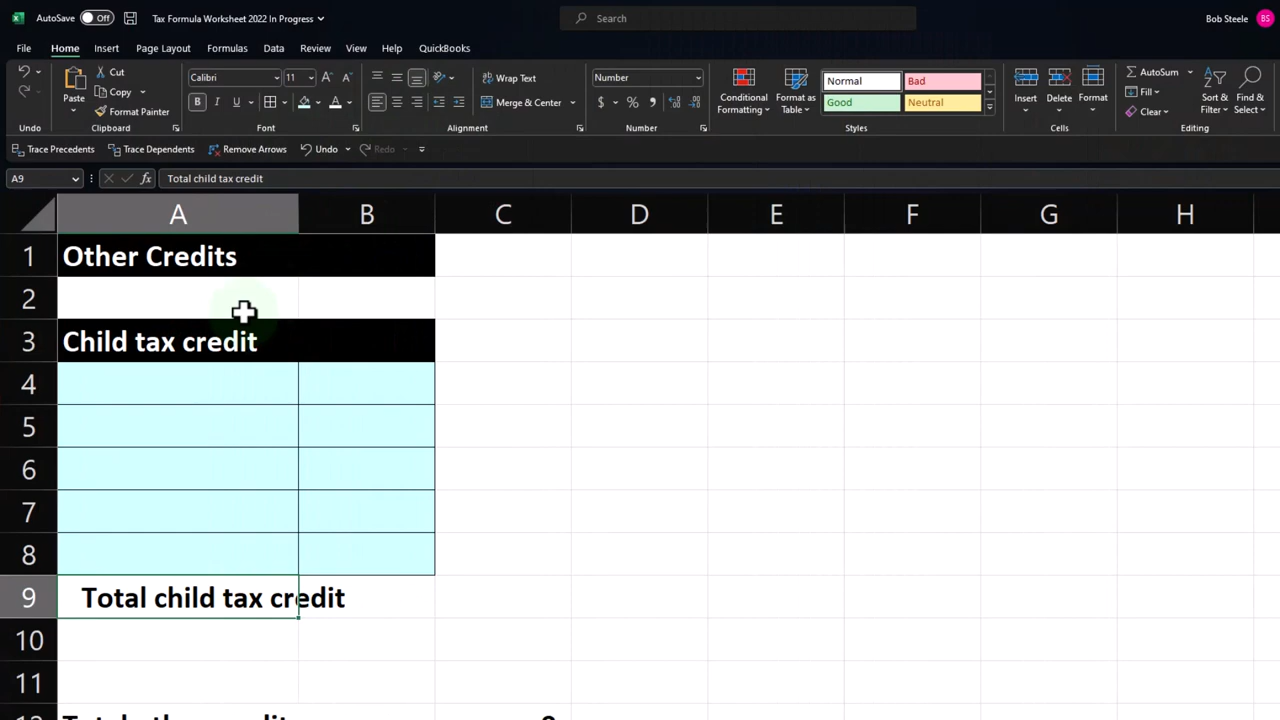 AutoSave Off Tax Formula Worksheet 2022 In Progress Search Bob Steele BS
File Home Insert Page Layout Formulas Data Review View Help QuickBooks
Cut Calibri 11 Wrap Text Number Normal Bad AutoSum
Paste Copy Conditional Format as Insert Delete Format Fill Sort & Find &
Format Painter B I U A Merge & Center $ % Formatting Table Good Neutral Clear Filter Select
Undo Clipboard Font Alignment Number Styles Cells Editing
Trace Precedents Trace Dependents Remove Arrows Undo Redo
A9 fx Total child tax credit
A B C D E F G H
1 Other Credits
2
3 Child tax credit
4
5
6
7
8
9 Total child tax credit
10
11